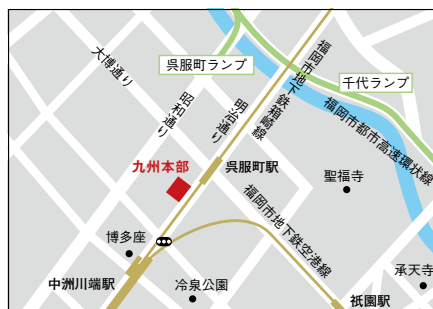 大博通り
呉服町ランプ
昭和通り
明治通り
福岡市地下鉄箱崎線
千代ランプ
福岡市都市高速環状線
九州本部
呉服町駅
聖福寺
福岡市地下鉄空港線
博多座
中洲川端駅
冷泉公園
承天寺
祇園駅